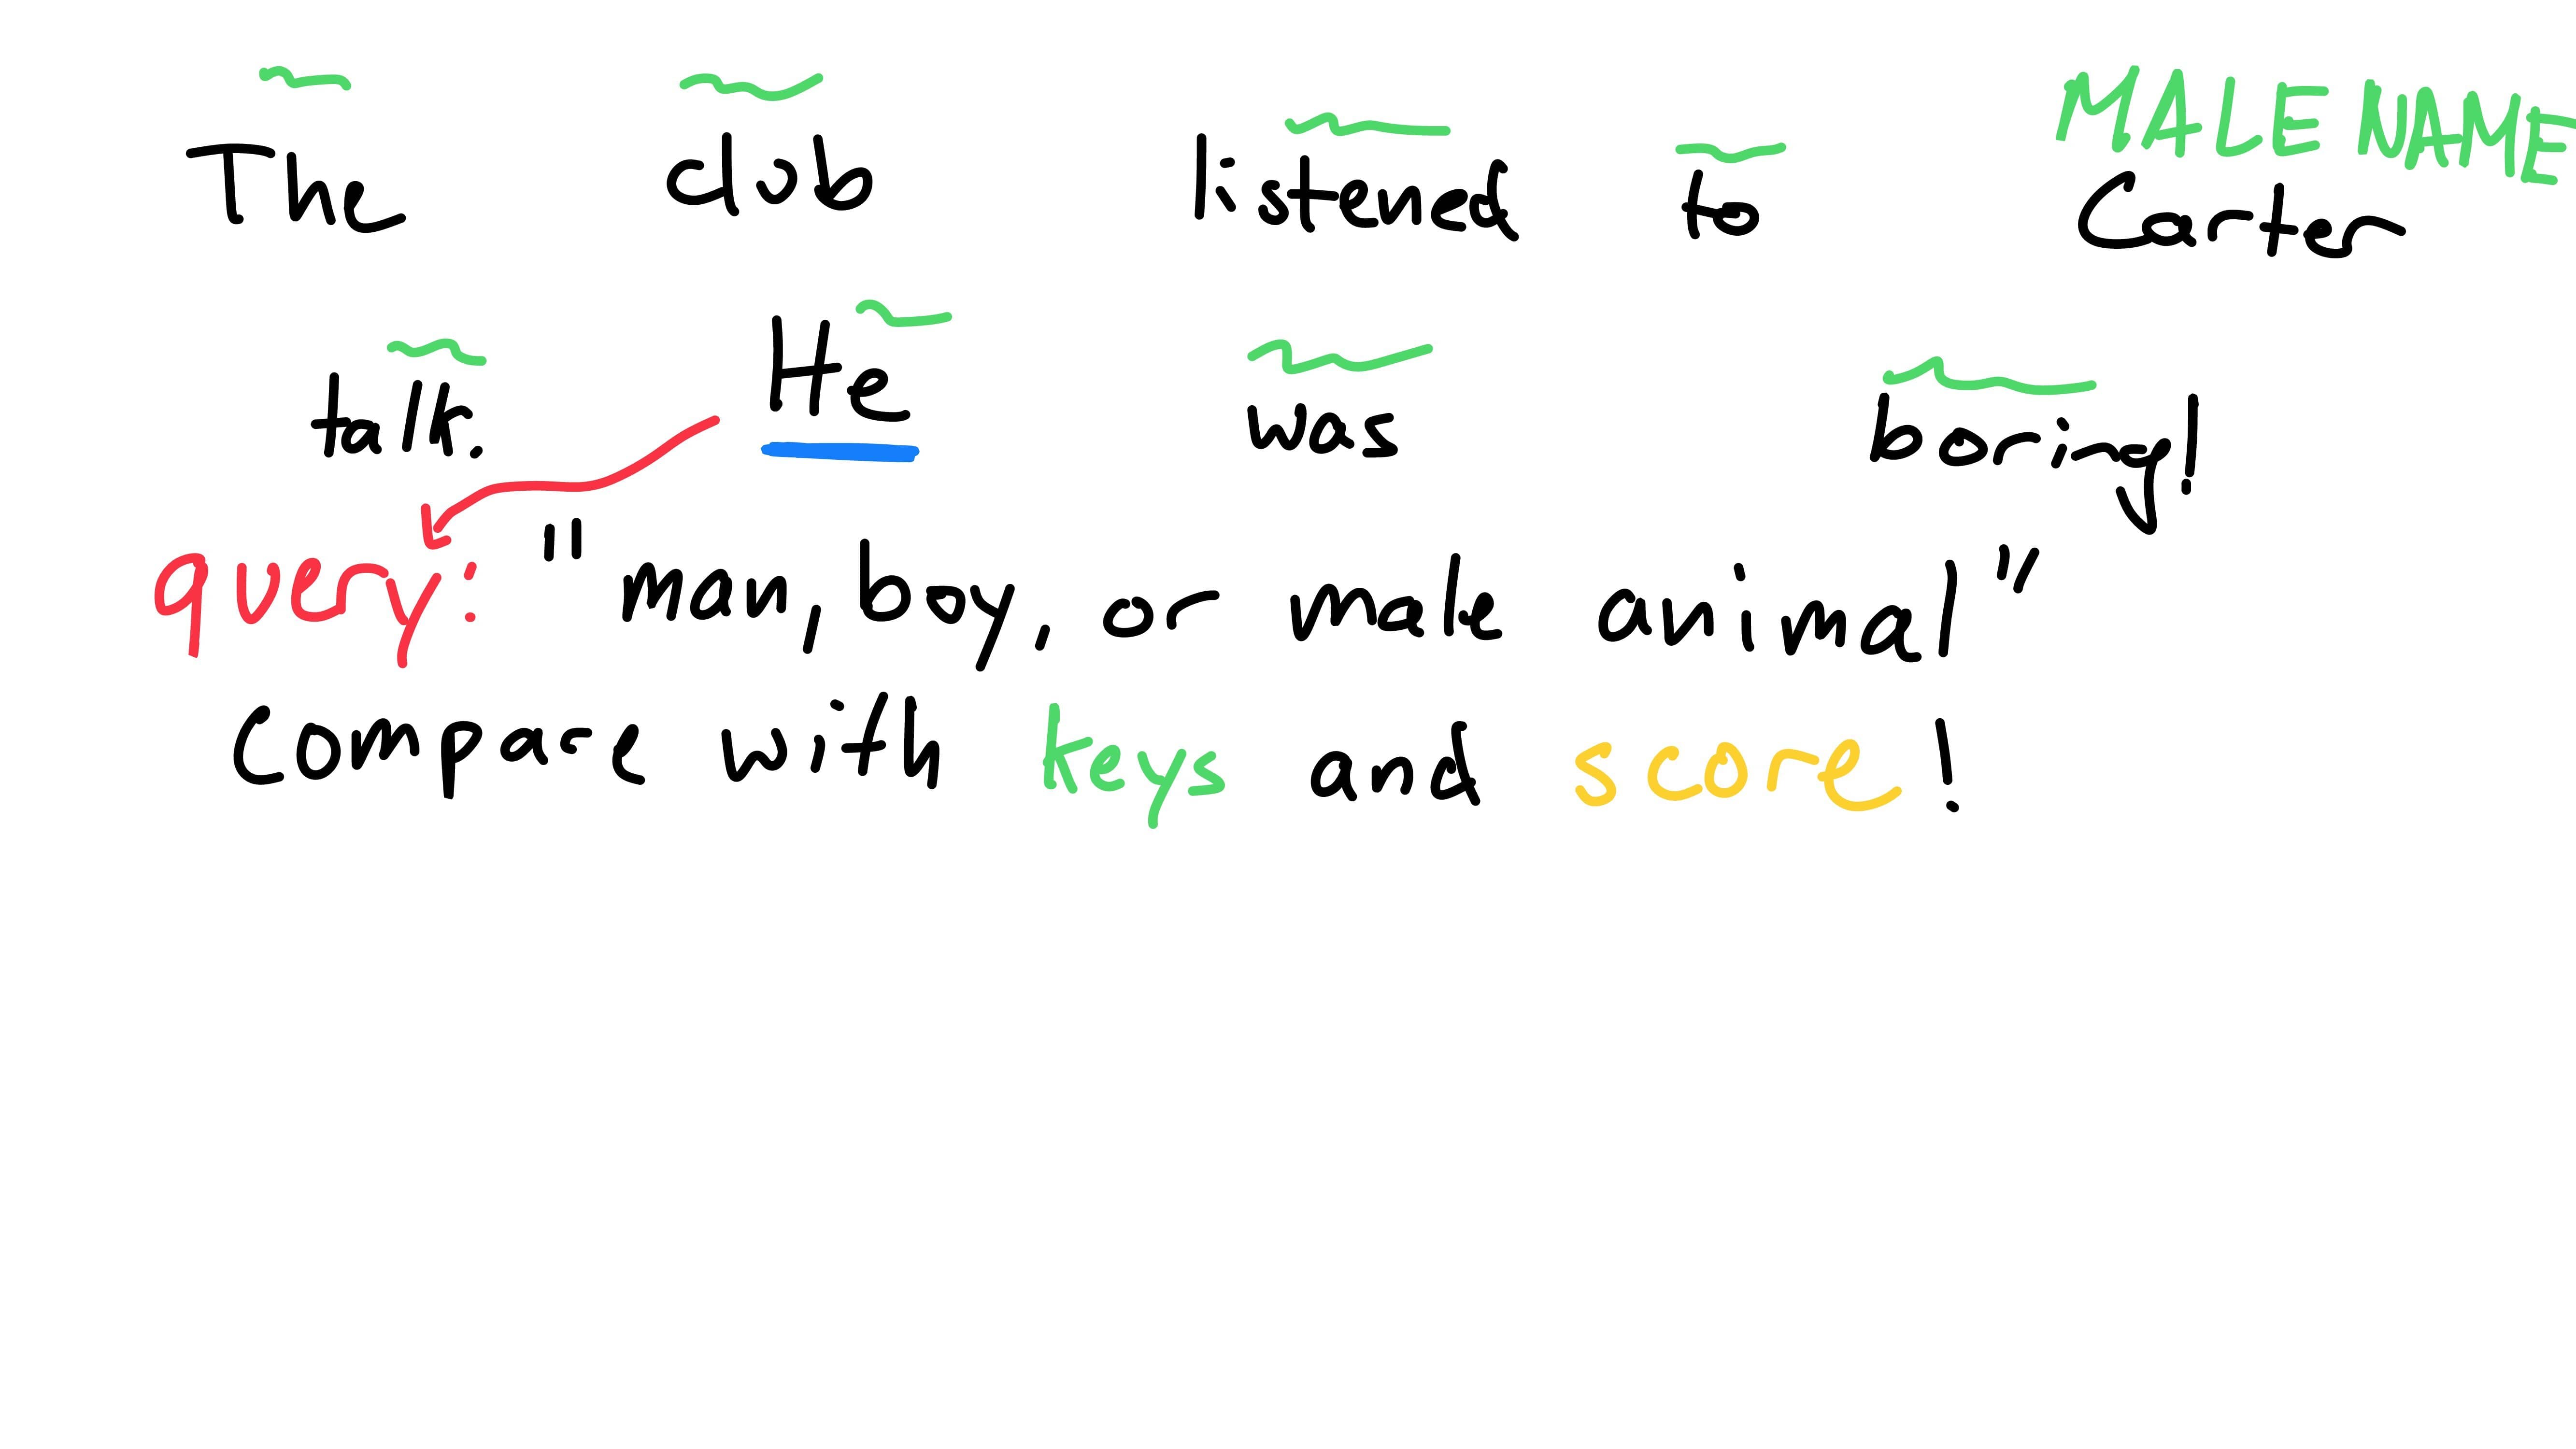 MALE NAME
The club listened to Carter
talk. He was boring!
query: "man, boy, or male animal"
Compare with keys and score!